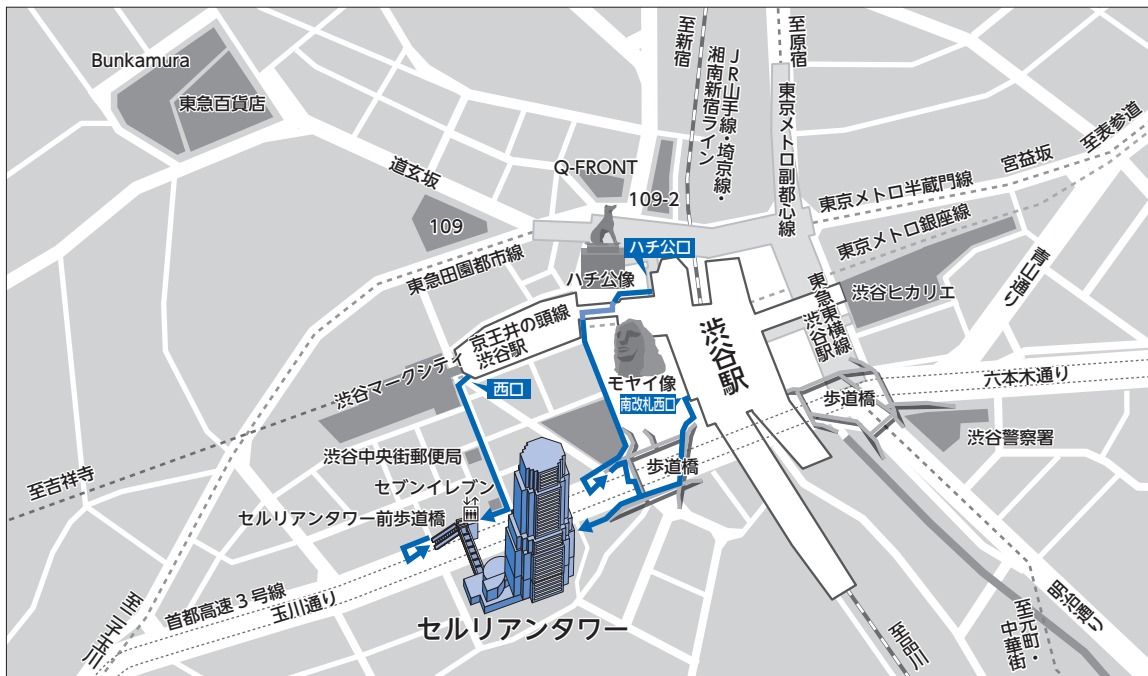 Bunkamura
東急百貨店
道玄坂
Q-FRONT
109-2
109
至新宿
JR山手線・埼京線・
湘南新宿ライン
至原宿
東京メトロ副都心線
東京メトロ半蔵門線
宮益坂
至表参道
東京メトロ銀座線
青山通り
東急田園都市線
ハチ公口
ハチ公像
渋谷ヒカリエ
東急東横線
渋谷駅
京王井の頭線
渋谷駅
渋谷駅
渋谷マークシティ
西口
モヤイ像
南改札西口
六本木通り
歩道橋
渋谷警察署
渋谷中央街郵便局
歩道橋
至吉祥寺
セブンイレブン
セルリアンタワー前歩道橋
首都高速3号線
玉川通り
至二子玉川
セルリアンタワー
至品川
至元町・
中華街
明治通り